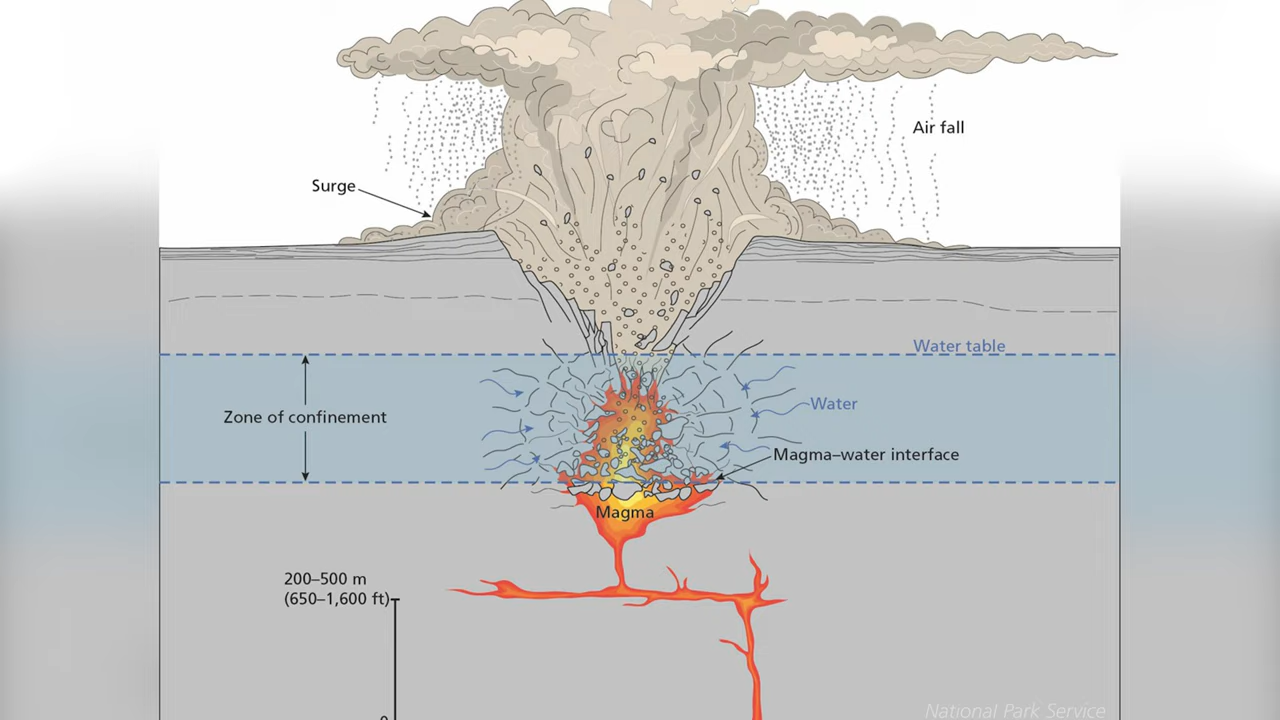 Air fall
Surge
Water table
Water
Zone of confinement
Magma–water interface
Magma
200–500 m
(650–1,600 ft)
National Park Service